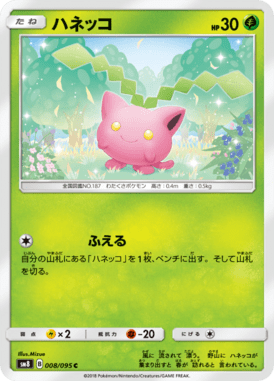 たね ハネッコ HP30
全国図鑑NO.187 わたくさポケモン 高さ:0.4m 重さ:0.5kg
ふえる
自分の山札にある「ハネッコ」を1枚、ベンチに出す。そして山札
を切る。
弱点 ×2 抵抗力 -20 にげる
Illus.Mizue
sm8 008/095 C
風に 流されて 漂う。 野山に ハネッコが
集まり出すと 春が 訪れると 言われている。
©2018 Pokémon/Nintendo/Creatures/GAME FREAK.